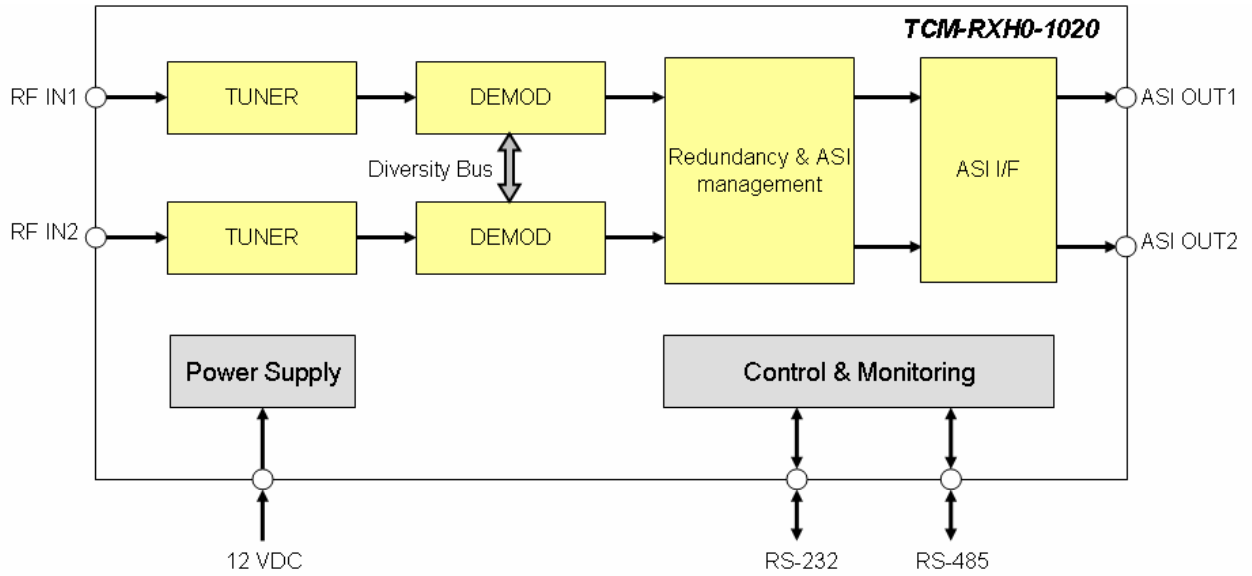 TCM-RXH0-1020
RF IN1
TUNER
DEMOD
ASI OUT1
Diversity Bus
Redundancy & ASI
management
ASI I/F
RF IN2
TUNER
DEMOD
ASI OUT2
Power Supply
Control & Monitoring
12 VDC
RS-232
RS-485